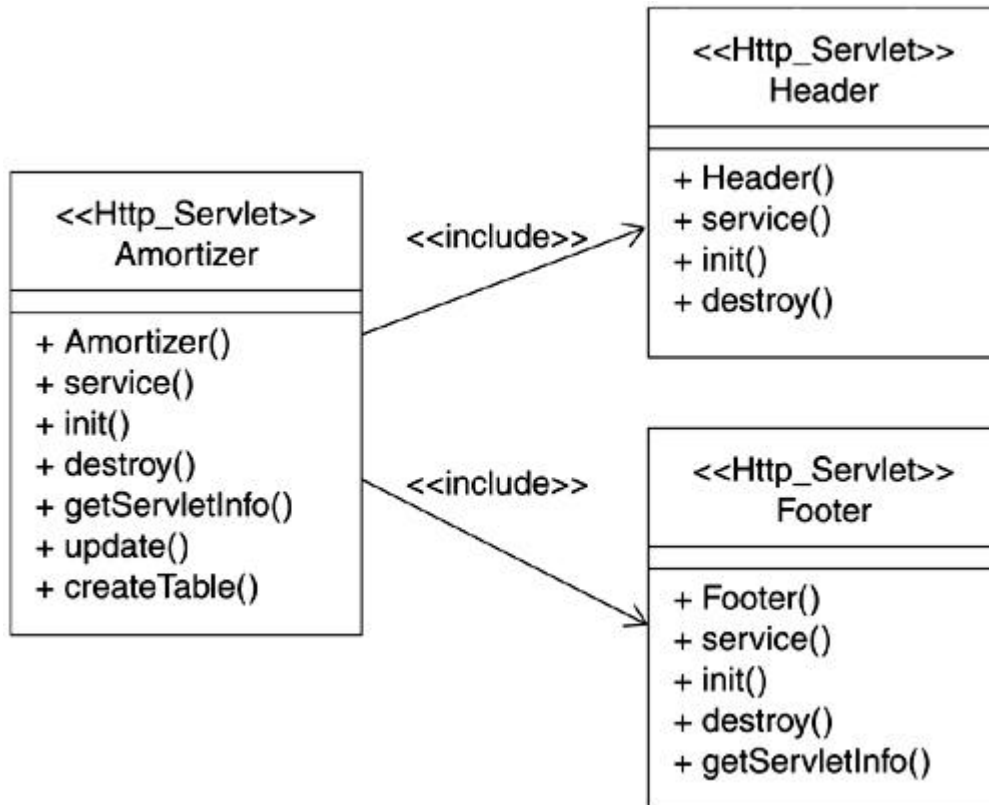 <<Http_Servlet>>
Header
+ Header()
+ service()
+ init()
+ destroy()
<<Http_Servlet>>
Amortizer
+ Amortizer()
+ service()
+ init()
+ destroy()
+ getServletInfo()
+ update()
+ createTable()
<<include>>
<<include>>
<<Http_Servlet>>
Footer
+ Footer()
+ service()
+ init()
+ destroy()
+ getServletInfo()